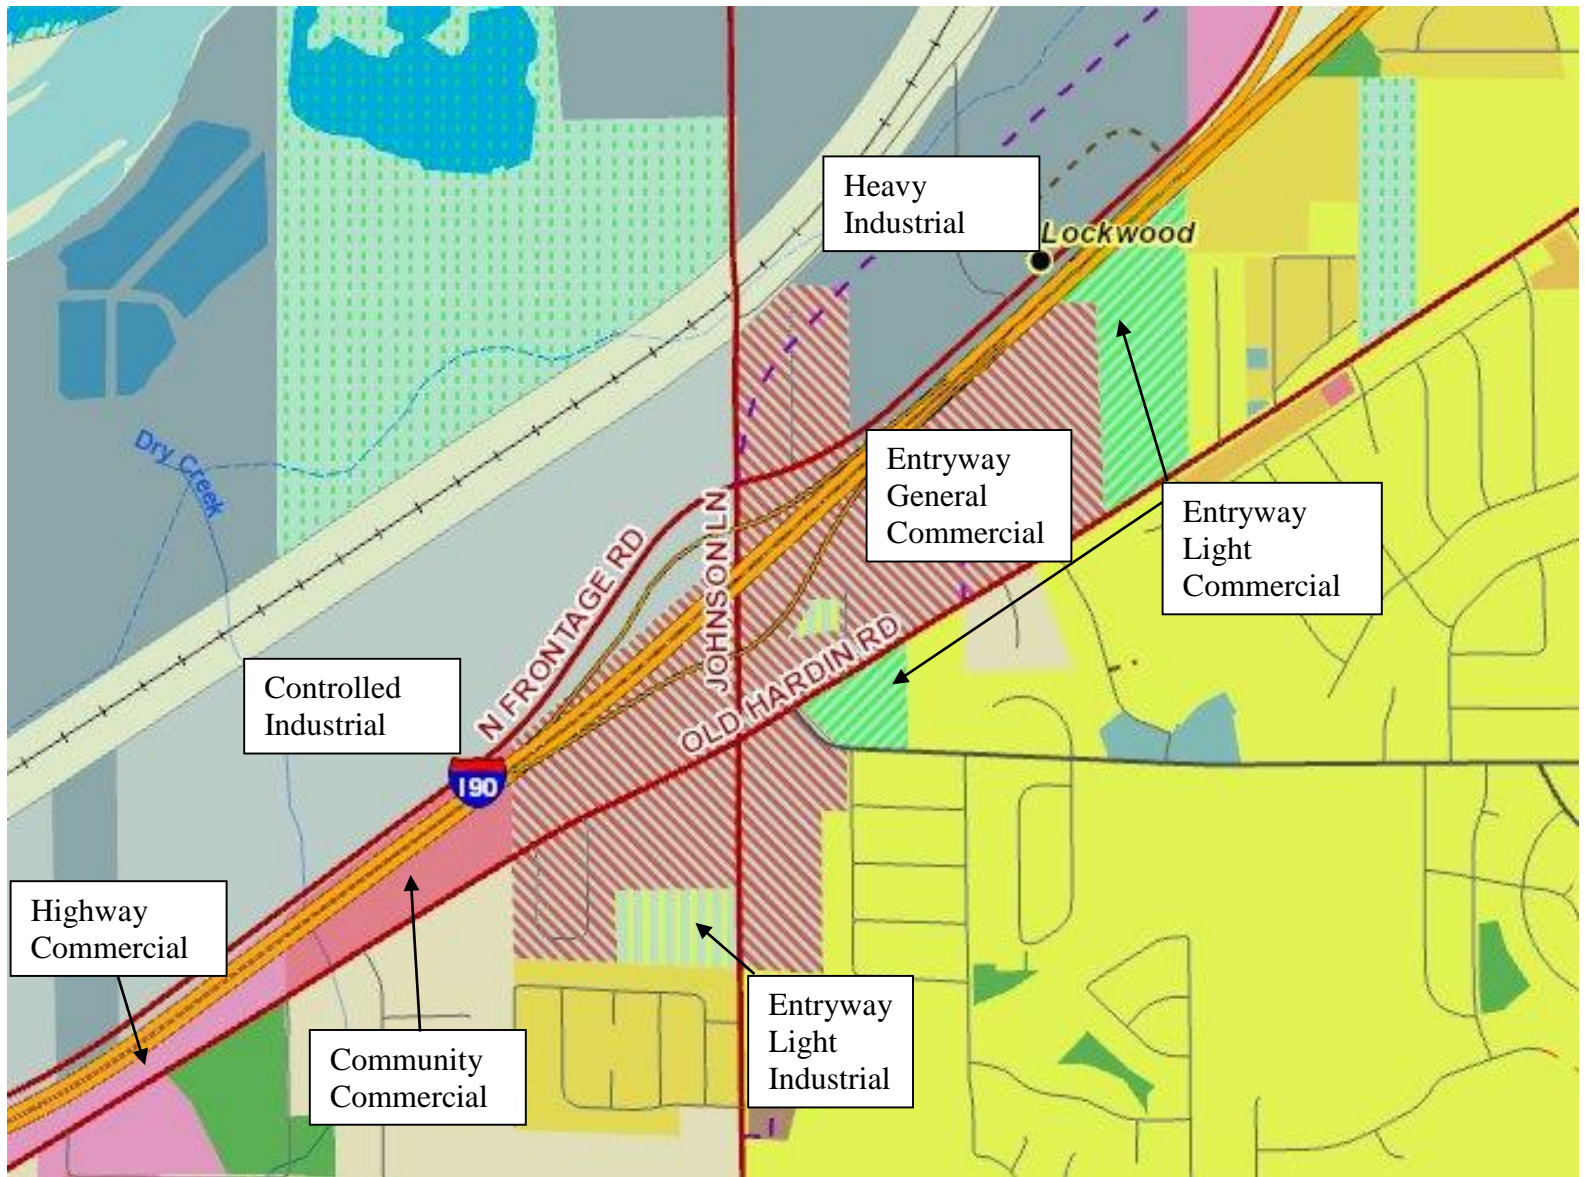 Heavy
Industrial
Lockwood
Dry Creek
Entryway
General
Commercial
Entryway
Light
Commercial
JOHNSON LN
N FRONTAGE RD
OLD HARDIN RD
Controlled
Industrial
I90
Highway
Commercial
Community
Commercial
Entryway
Light
Industrial